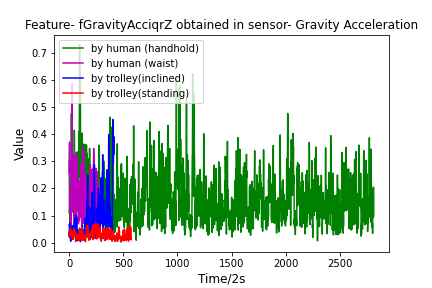 Feature- fGravityAcciqrZ obtained in sensor- Gravity Acceleration
by human (handhold)
by human (waist)
by trolley(inclined)
by trolley(standing)
Value
0.7
0.6
0.5
0.4
0.3
0.2
0.1
0.0
0 500 1000 1500 2000 2500
Time/2s